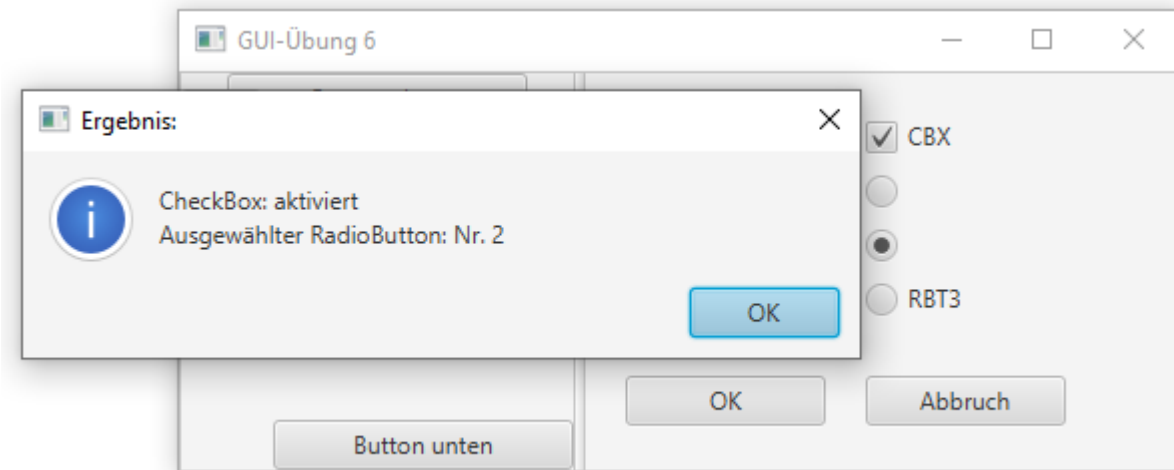 GUI-Übung 6
Ergebnis:
CheckBox: aktiviert
Ausgewählter RadioButton: Nr. 2
OK
CBX
RBT3
OK
Abbruch
Button unten